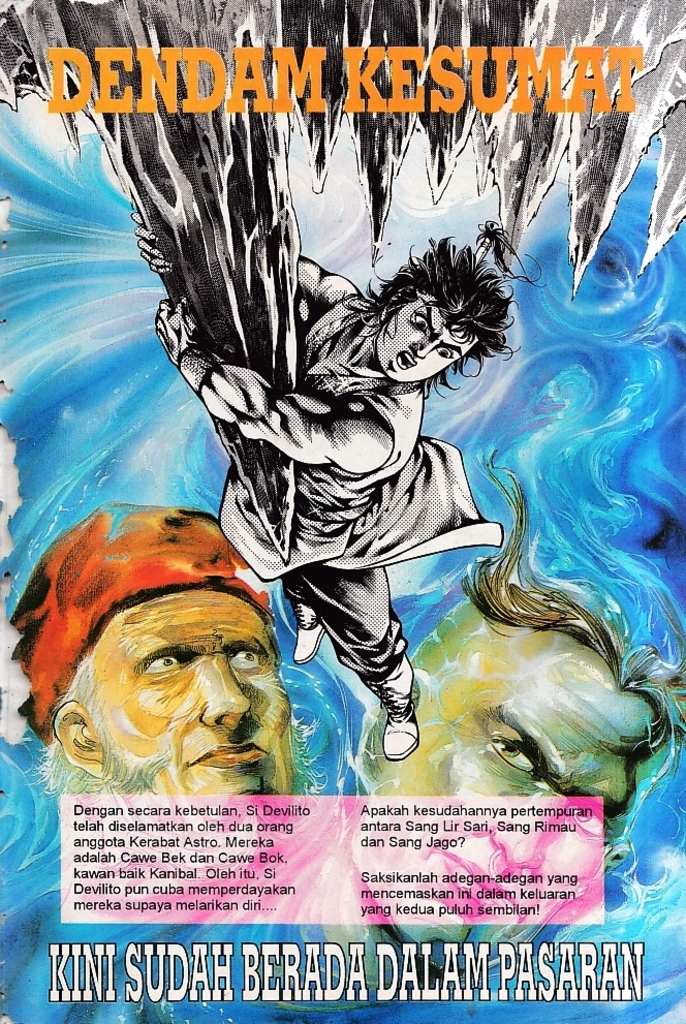 DENDAM KESUMAT
Dengan secara kebetulan, Si Devilito
telah diselamatkan oleh dua orang
anggota Kerabat Astro. Mereka
adalah Cawe Bek dan Cawe Bok,
kawan baik Kanibal. Oleh itu, Si
Devilito pun cuba memperdayakan
mereka supaya melarikan diri....
Apakah kesudahannya pertempuran
antara Sang Lir Sari, Sang Rimau
dan Sang Jago?
Saksikanlah adegan-adegan yang
mencemaskan ini dalam keluaran
yang kedua puluh sembilan!
KINI SUDAH BERADA DALAM PASARAN